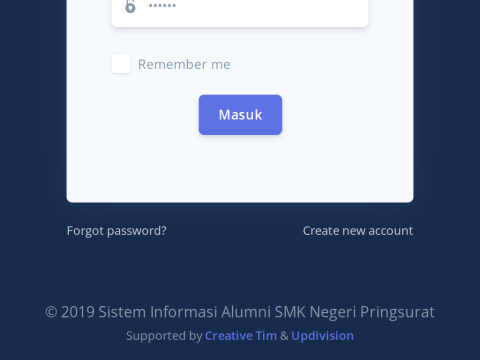 Remember me
Masuk
Forgot password? Create new account
© 2019 Sistem Informasi Alumni SMK Negeri Pringsurat
Supported by Creative Tim & Updivision